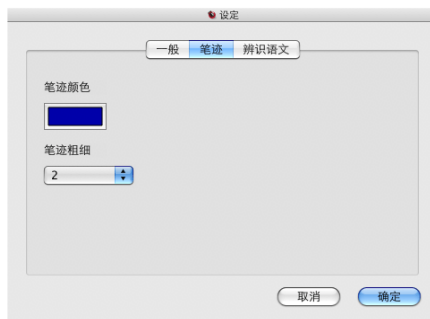 设定
一般 笔迹 辨识语文
笔迹颜色
笔迹粗细
2
取消 确定